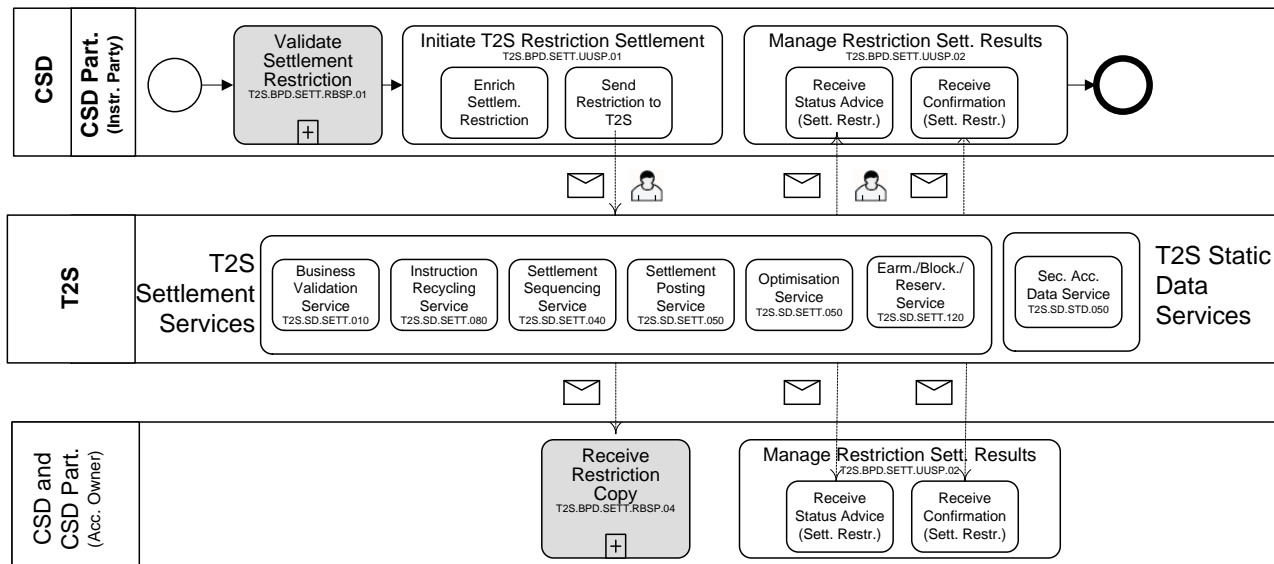 CSD
CSD Part.
(Instr. Party)
Validate
Settlement
Restriction
T2S.BPD.SETT.RBSP.01
+
Initiate T2S Restriction Settlement
T2S.BPD.SETT.UUSP.01
Enrich
Settlem.
Restriction
Send
Restriction to
T2S
Manage Restriction Sett. Results
T2S.BPD.SETT.UUSP.02
Receive
Status Advice
(Sett. Restr.)
Receive
Confirmation
(Sett. Restr.)
T2S
T2S
Settlement
Services
Business
Validation
Service
T2S.SD.SETT.010
Instruction
Recycling
Service
T2S.SD.SETT.080
Settlement
Sequencing
Service
T2S.SD.SETT.040
Settlement
Posting
Service
T2S.SD.SETT.050
Optimisation
Service
T2S.SD.SETT.050
Earm./Block./
Reserv.
Service
T2S.SD.SETT.120
Sec. Acc.
Data Service
T2S.SD.STD.050
T2S Static
Data
Services
CSD and
CSD Part.
(Acc. Owner)
Receive
Restriction
Copy
T2S.BPD.SETT.RBSP.04
+
Manage Restriction Sett. Results
T2S.BPD.SETT.UUSP.02
Receive
Status Advice
(Sett. Restr.)
Receive
Confirmation
(Sett. Restr.)